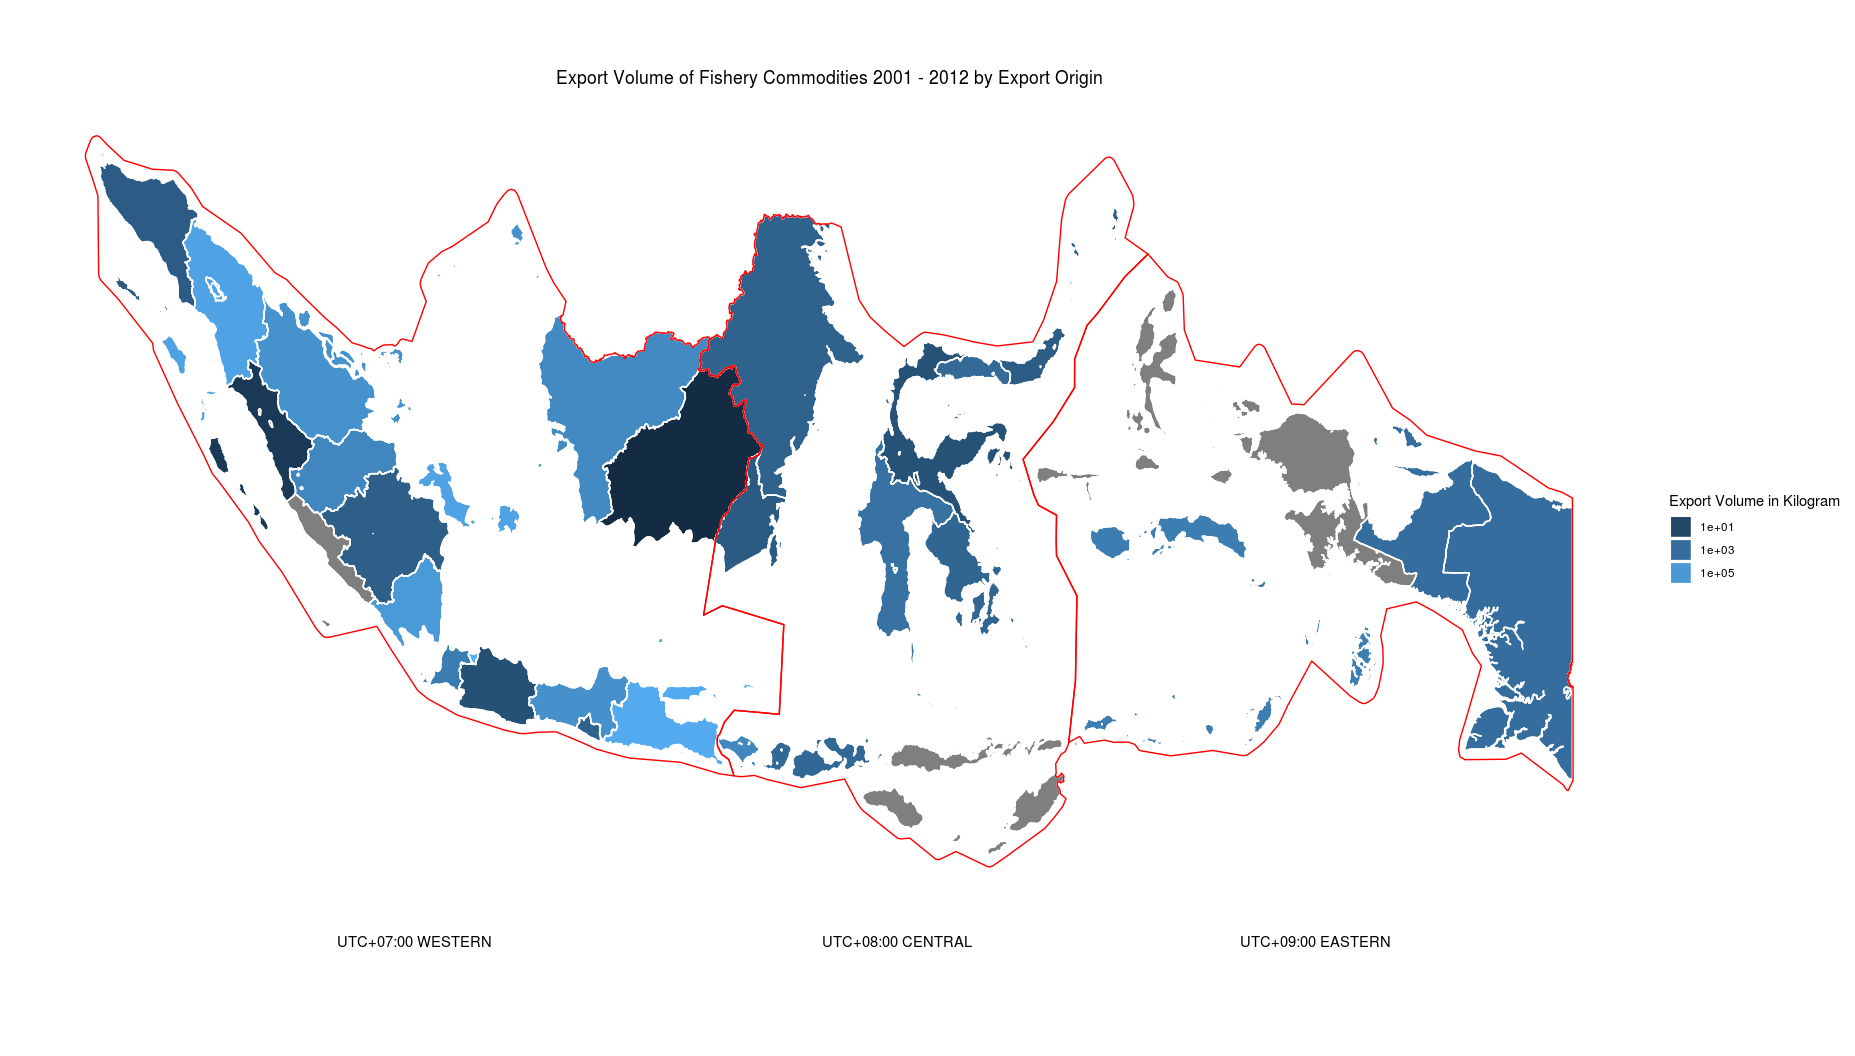 Export Volume of Fishery Commodities 2001 - 2012 by Export Origin
Export Volume in Kilogram
1e+01
1e+03
1e+05
UTC+07:00 WESTERN
UTC+08:00 CENTRAL
UTC+09:00 EASTERN